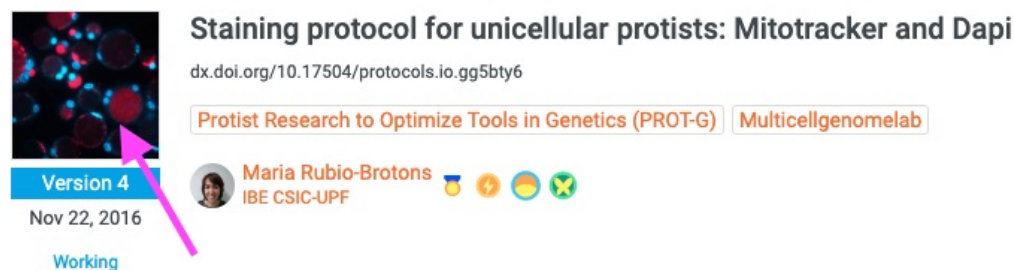 Staining protocol for unicellular protists: Mitotracker and Dapi
dx.doi.org/10.17504/protocols.io.gg5bty6
Protist Research to Optimize Tools in Genetics (PROT-G) Multicellgenomelab
Maria Rubio-Brotons
IBE CSIC-UPF
Version 4
Nov 22, 2016
Working